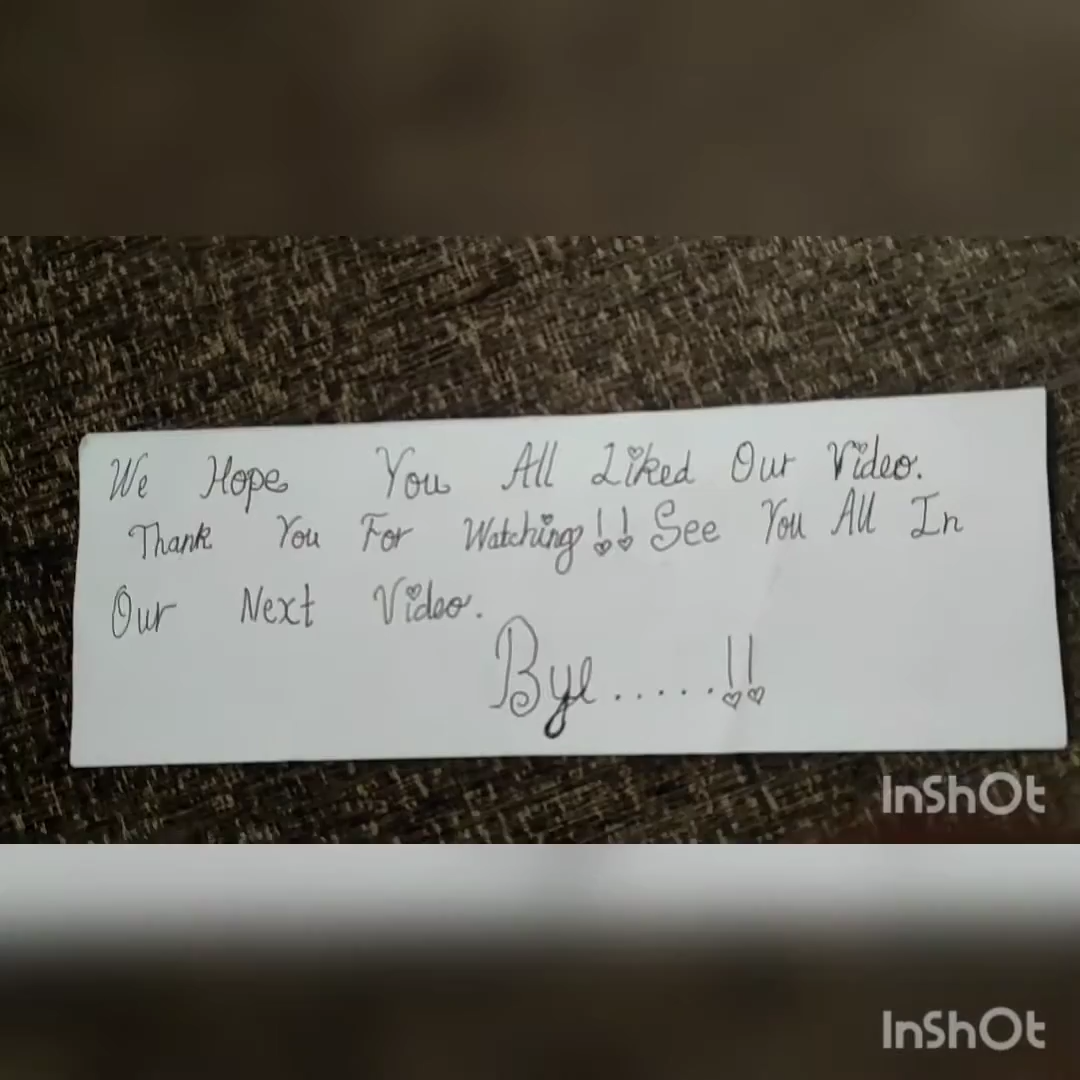 We Hope You All Liked Our Video.
Thank You For Watching!! See You All In
Our Next Video.
Bye.....!!
InShOt
InShOt